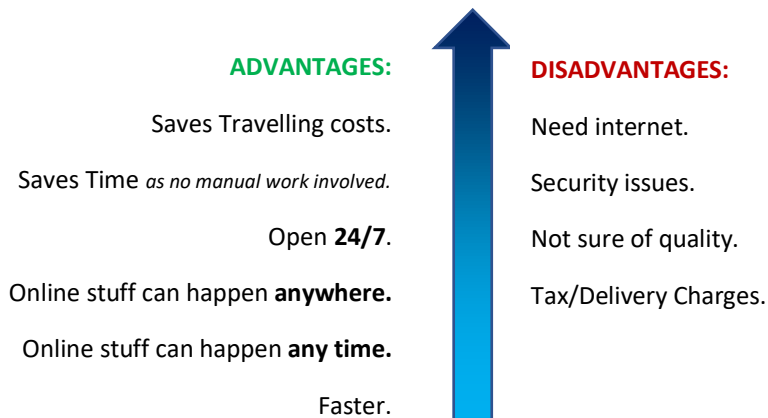 ADVANTAGES:
Saves Travelling costs.
Saves Time as no manual work involved.
Open 24/7.
Online stuff can happen anywhere.
Online stuff can happen any time.
Faster.
DISADVANTAGES:
Need internet.
Security issues.
Not sure of quality.
Tax/Delivery Charges.